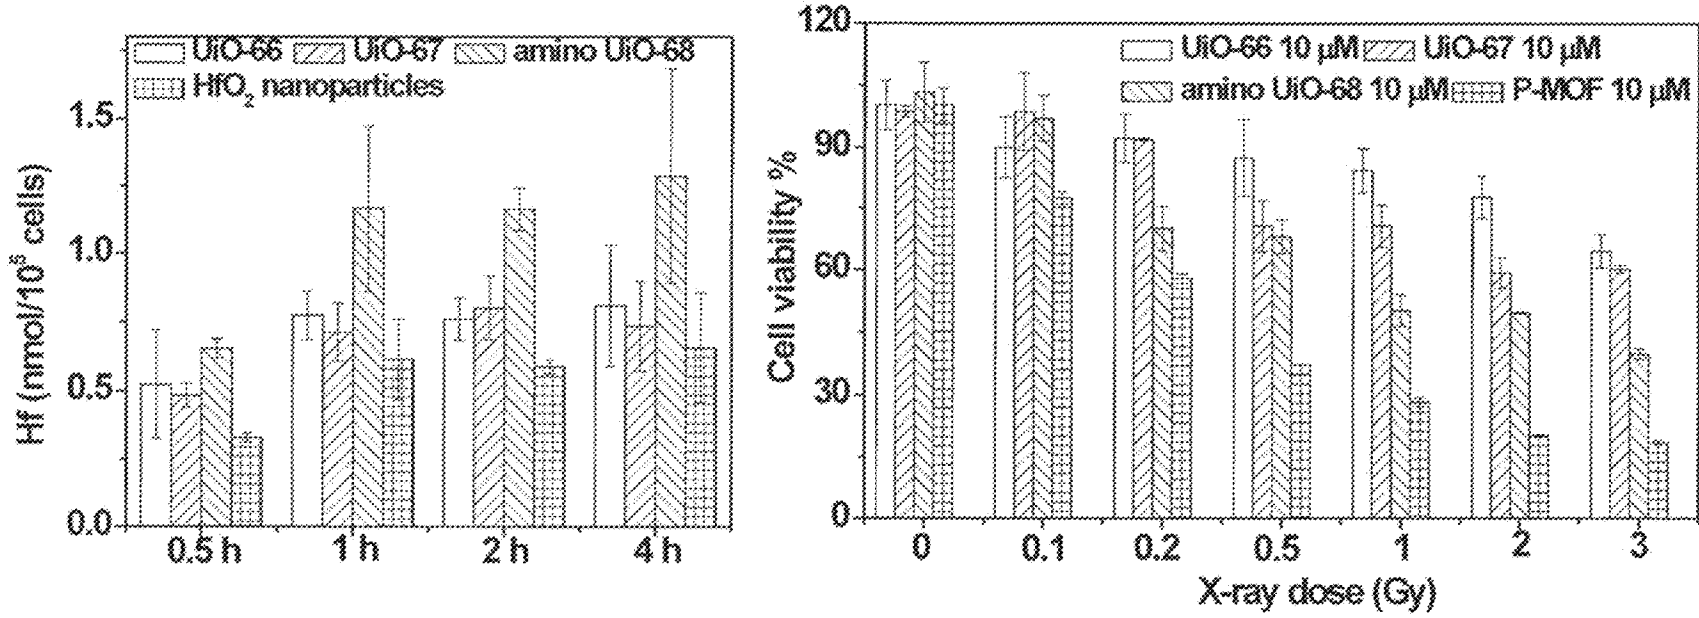 UiO-66 UiO-67 amino UiO-68
HfO2 nanoparticles
1.5
1.0
0.5
0.0
Hf (nmol/10^5 cells)
0.5 h 1 h 2 h 4 h
120
90
60
30
0
Cell viability %
UiO-66 10 µM UiO-67 10 µM
amino UiO-68 10 µM P-MOF 10 µM
0 0.1 0.2 0.5 1 2 3
X-ray dose (Gy)